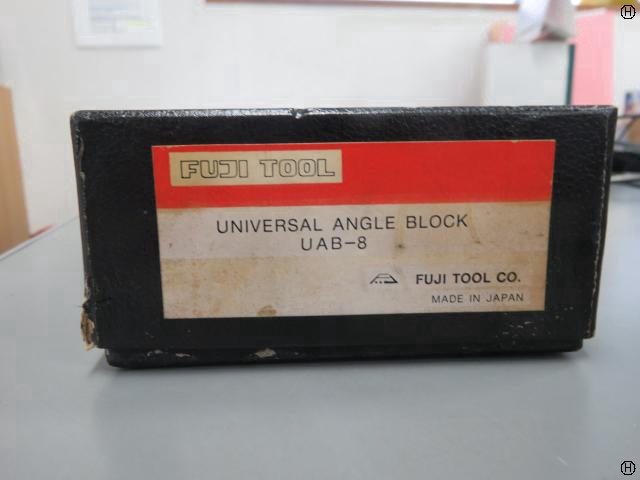 FUJI TOOL
UNIVERSAL ANGLE BLOCK
UAB-8
FUJI TOOL CO.
MADE IN JAPAN
H
H